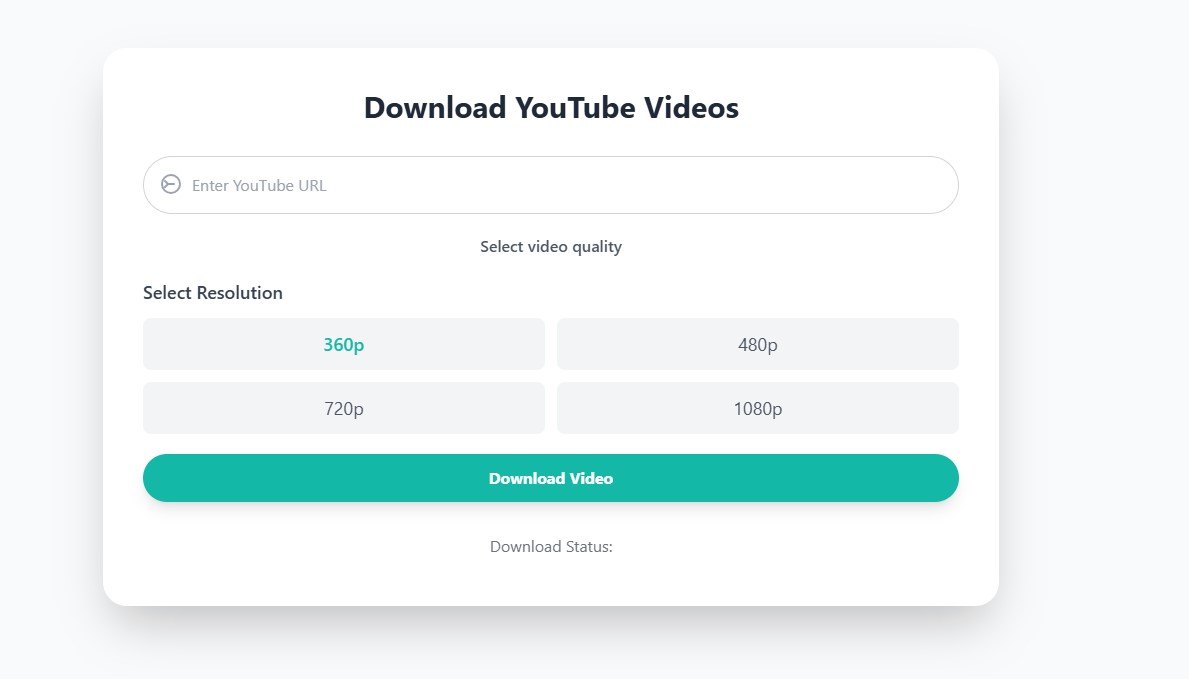 Download YouTube Videos
Enter YouTube URL
Select video quality
Select Resolution
360p
480p
720p
1080p
Download Video
Download Status: